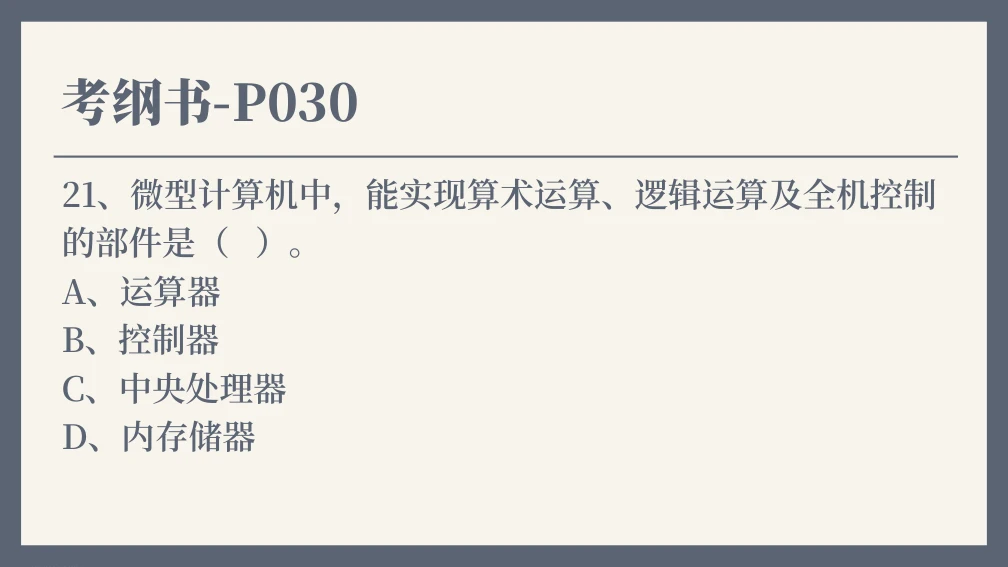 考纲书-P030
21、微型计算机中，能实现算术运算、逻辑运算及全机控制
的部件是（  ）。
A、运算器
B、控制器
C、中央处理器
D、内存储器